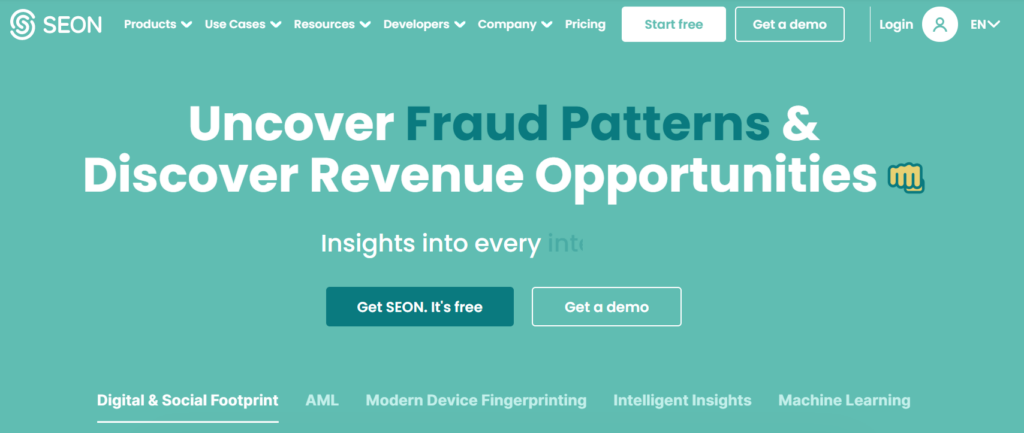 SEON Products Use Cases Resources Developers Company Pricing Start free Get a demo Login EN
Uncover Fraud Patterns &
Discover Revenue Opportunities
Insights into every
Get SEON. It's free Get a demo
Digital & Social Footprint AML Modern Device Fingerprinting Intelligent Insights Machine Learning